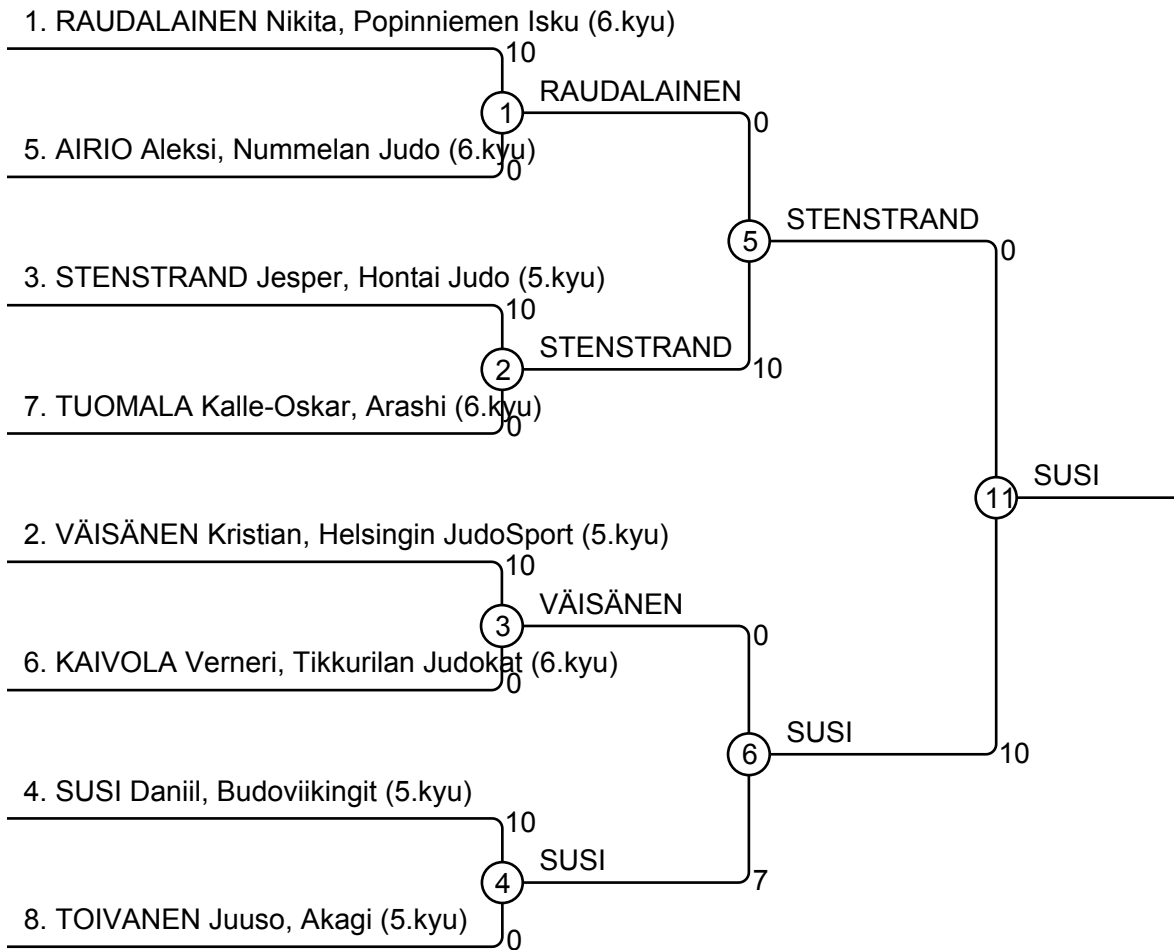 1. RAUDALAINEN Nikita, Popinniemen Isku (6.kyu)
10
1
RAUDALAINEN
0
5. AIRIO Aleksi, Nummelan Judo (6.kyu)
0
5
STENSTRAND
0
3. STENSTRAND Jesper, Hontai Judo (5.kyu)
10
2
STENSTRAND
10
7. TUOMALA Kalle-Oskar, Arashi (6.kyu)
0
11
SUSI
2. VÄISÄNEN Kristian, Helsingin JudoSport (5.kyu)
10
3
VÄISÄNEN
0
6. KAIVOLA Verneri, Tikkurilan Judokat (6.kyu)
0
6
SUSI
10
4. SUSI Daniil, Budoviikingit (5.kyu)
10
4
SUSI
7
8. TOIVANEN Juuso, Akagi (5.kyu)
0